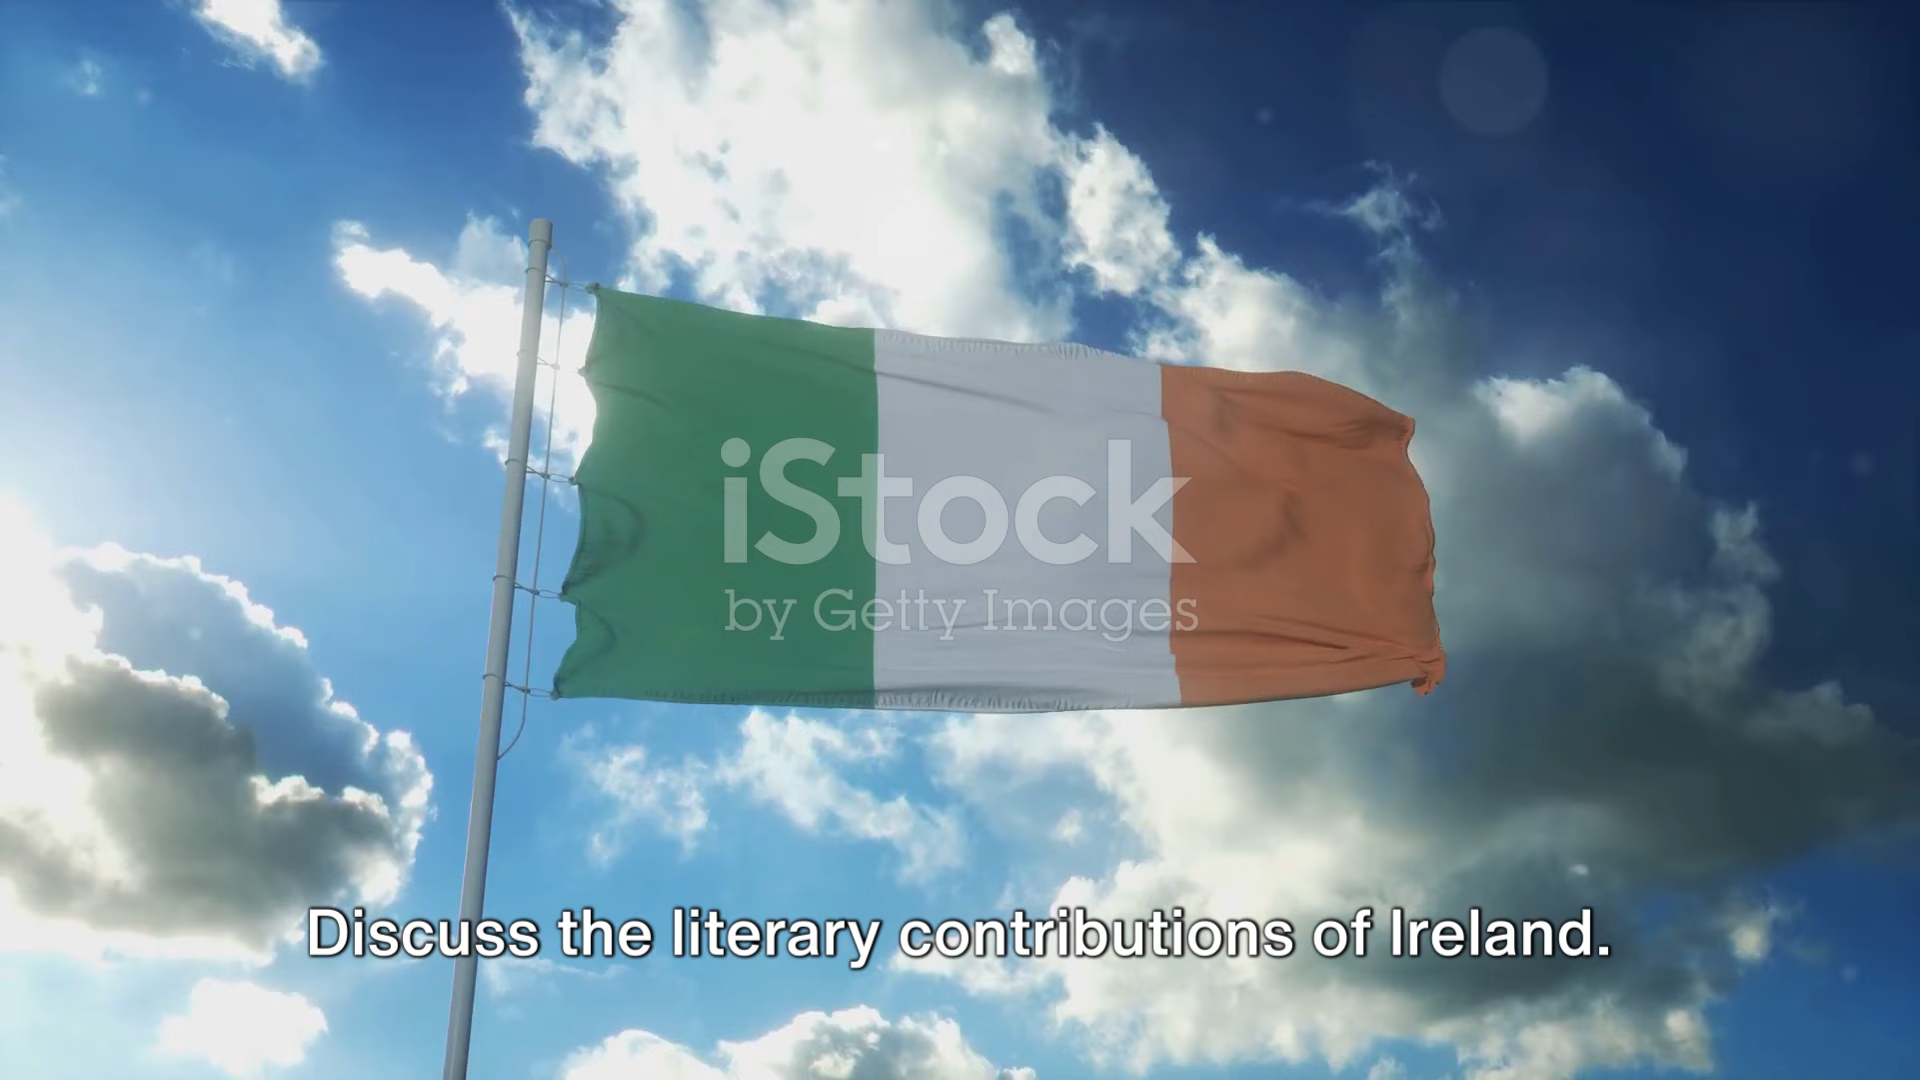 iStock
by Getty Images
Discuss the literary contributions of Ireland.